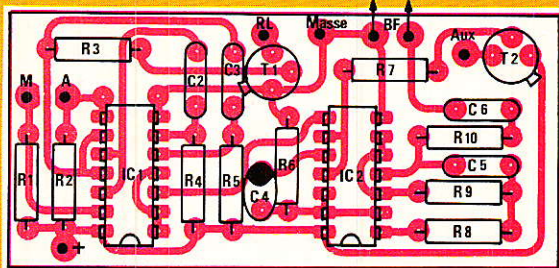 RL Masse BF
R3 C2 C3 T1 R7 Aux T2
M A
C6
IC1 R6 IC2 R10
C5
R1 R2 R4 R5 C4 R9
R8
+